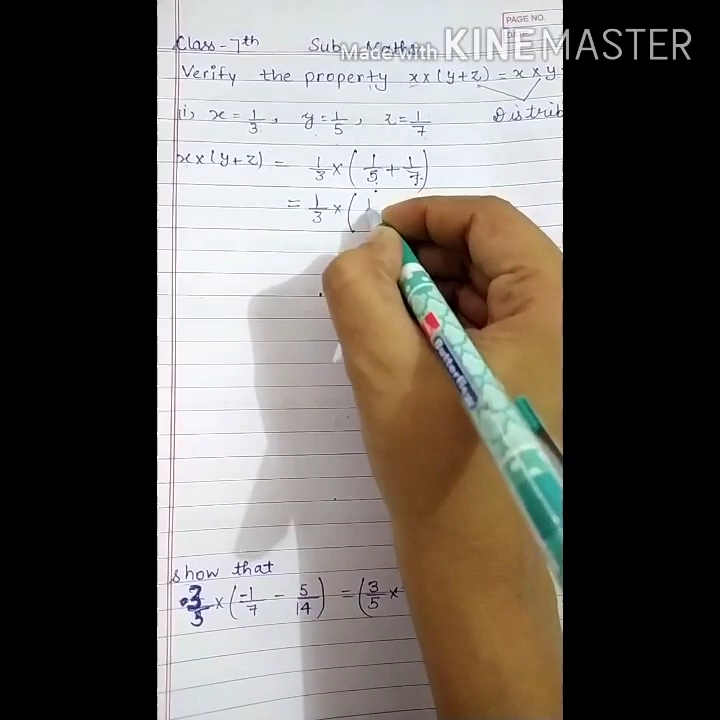 PAGE NO.
Class - 7th Sub Maths
Made with KINEMASTER
Verify the property x × (y + z) = x × y
i) x = 1/3, y = 1/5, z = 1/7 Distrib
x × (y + z) = 1/3 × (1/5 + 1/7)
= 1/3 × (1
show that
3/5 × (-1/7 - 5/14) = (3/5 ×